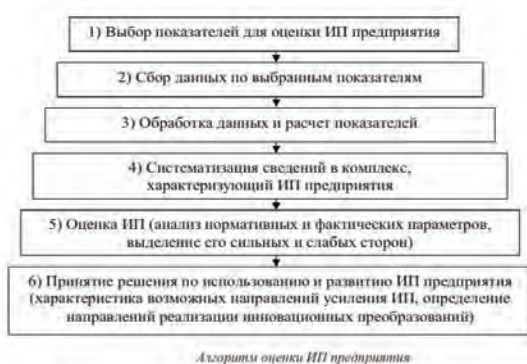 1) Выбор показателей для оценки ИП предприятия
2) Сбор данных по выбранным показателям
3) Обработка данных и расчет показателей
4) Систематизация сведений в комплекс,
характеризующий ИП предприятия
5) Оценка ИП (анализ нормативных и фактических параметров,
выделение его сильных и слабых сторон)
6) Принятие решения по использованию и развитию ИП предприятия
(характеристика возможных направлений усиления ИП, определение
направлений реализации инновационных преобразований)
Алгоритм оценки ИП предприятия